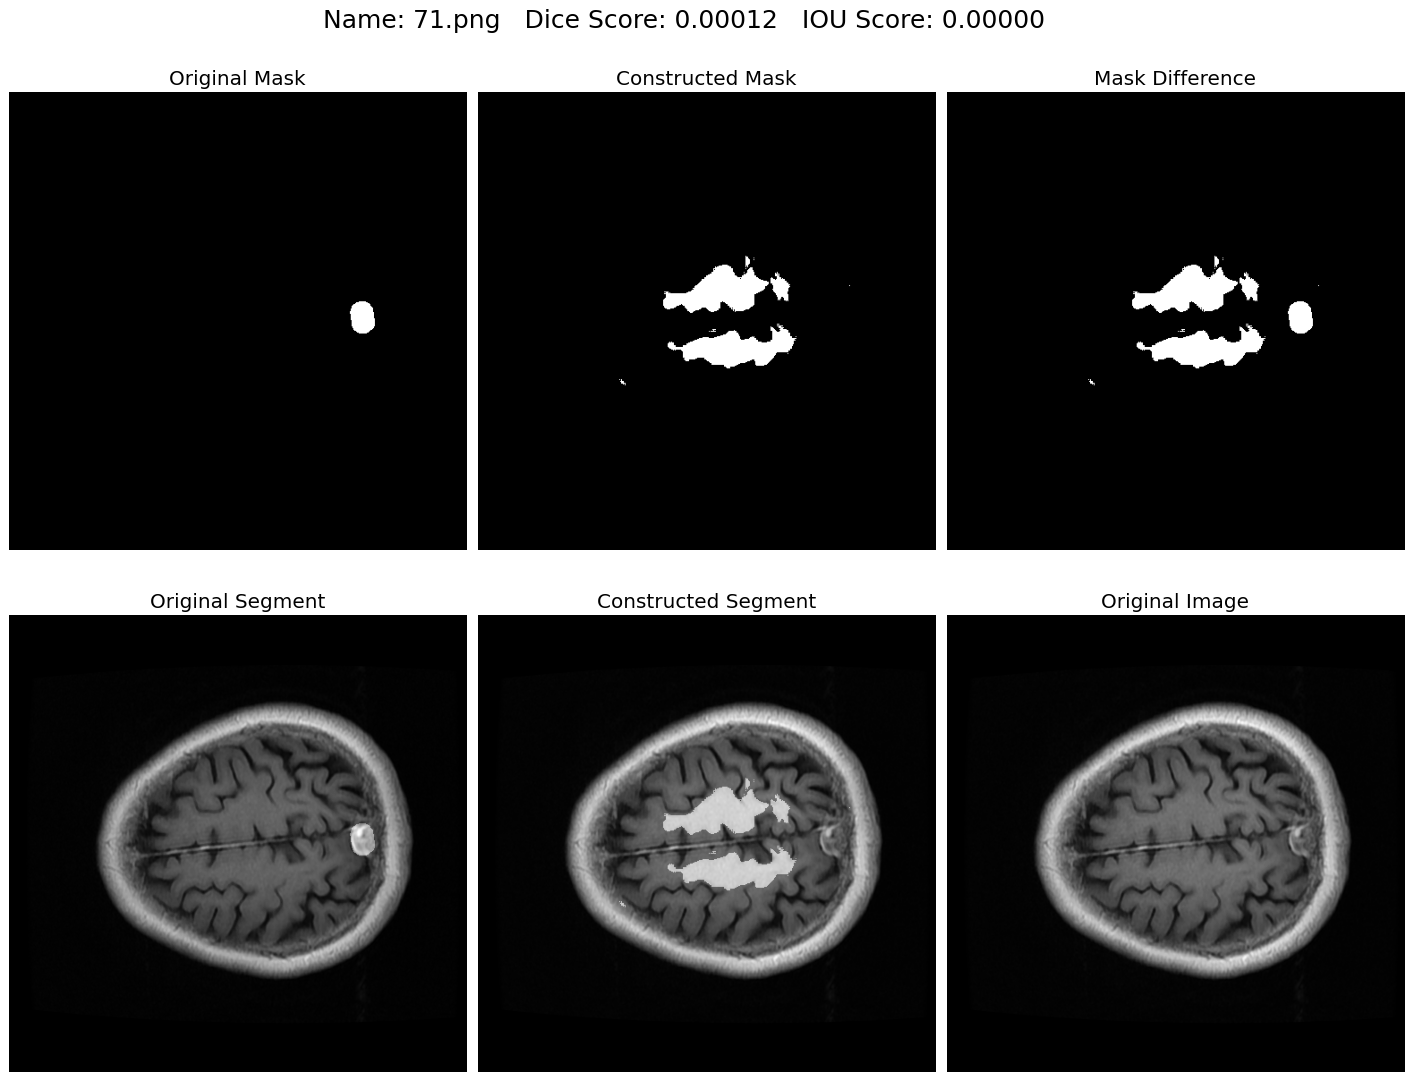 Name: 71.png   Dice Score: 0.00012   IOU Score: 0.00000
Original Mask
Constructed Mask
Mask Difference
Original Segment
Constructed Segment
Original Image